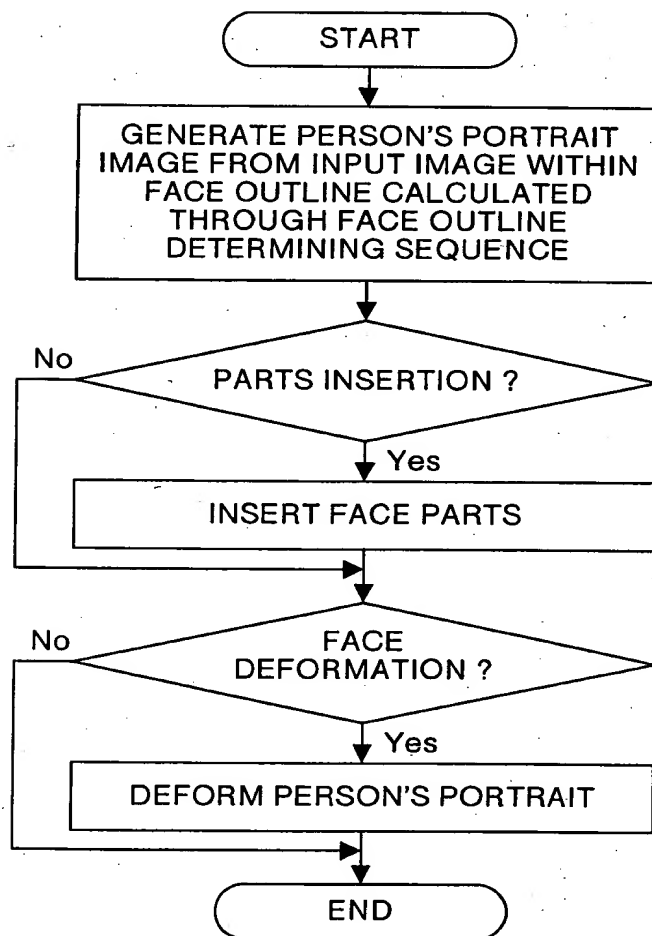 START
GENERATE PERSON'S PORTRAIT
IMAGE FROM INPUT IMAGE WITHIN
FACE OUTLINE CALCULATED
THROUGH FACE OUTLINE
DETERMINING SEQUENCE
No
PARTS INSERTION ?
Yes
INSERT FACE PARTS
No
FACE
DEFORMATION ?
Yes
DEFORM PERSON'S PORTRAIT
END